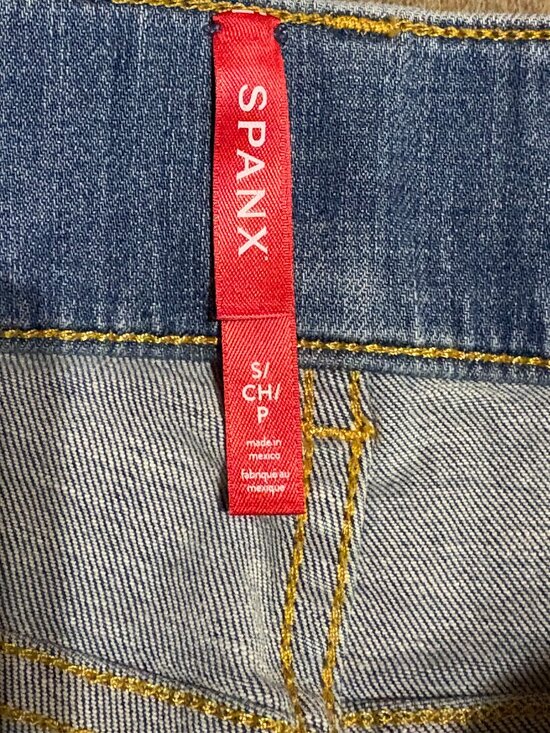 SPANX
S/
CH/
P
made in
mexico
fabriqué au
mexique